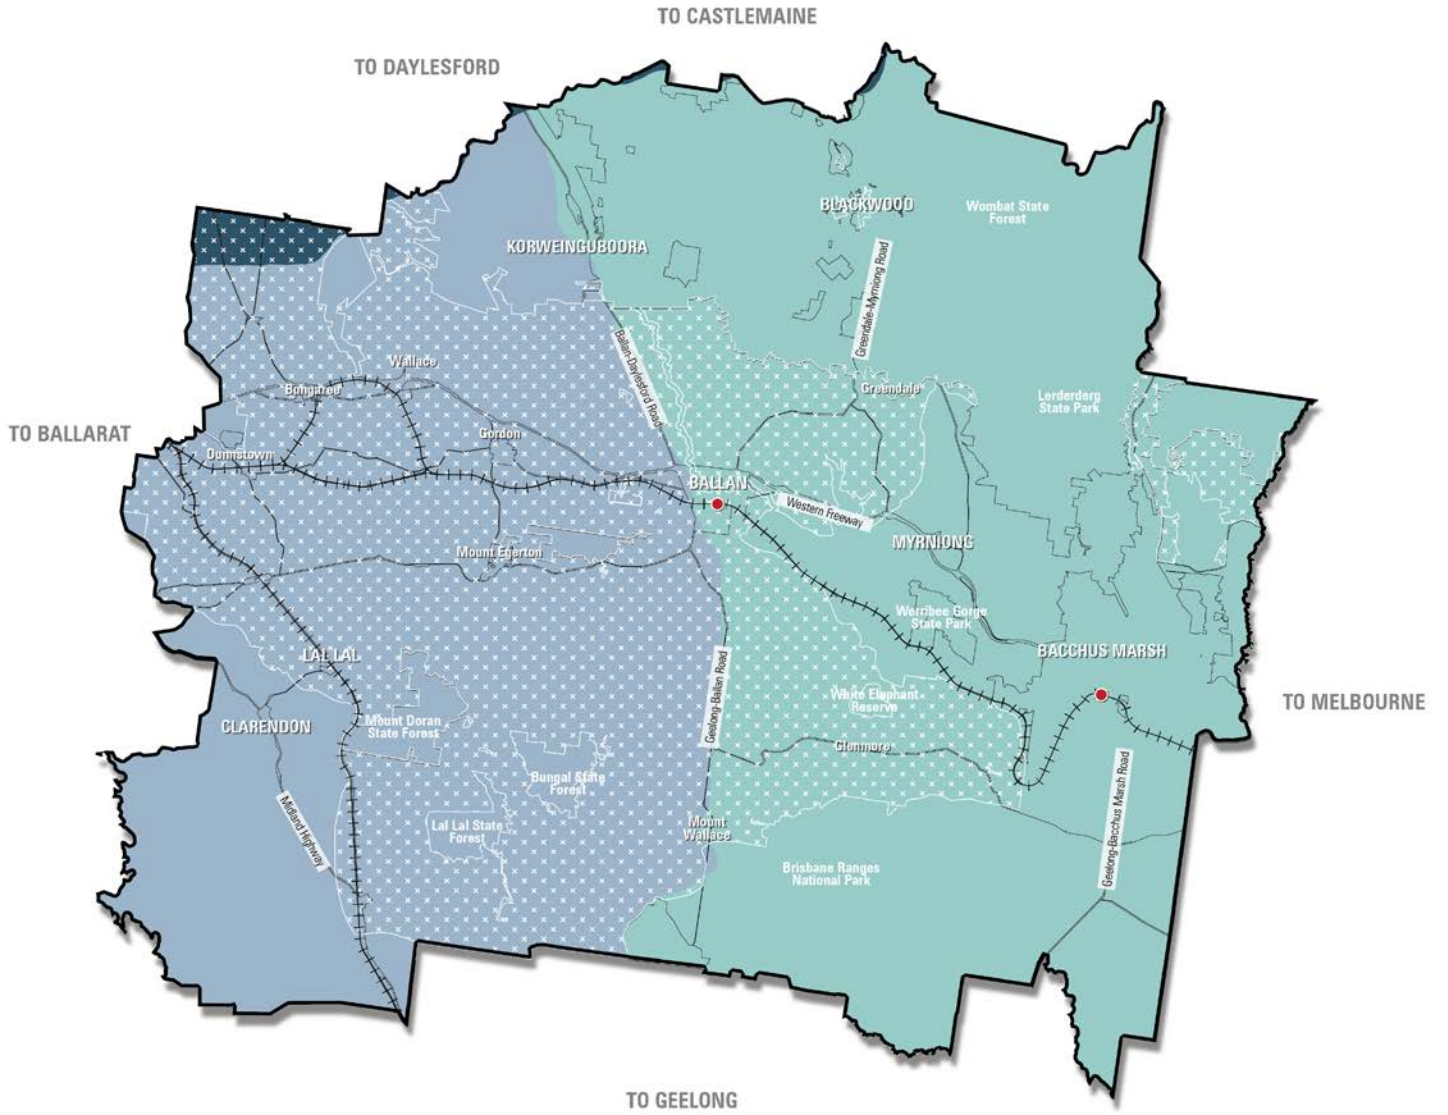 TO CASTLEMAINE
TO DAYLESFORD
BLACKWOOD
Wombat State
Forest
KORWEINGUBOORA
Greendale-Myrniong Road
Ballan-Daylesford Road
Wallace
Bungaree
Greendale
Lerderderg
State Park
TO BALLARAT
Gordon
Dunnstown
BALLAN
Western Freeway
MYRNIONG
Mount Egerton
Werribee Gorge
State Park
BACCHUS MARSH
LAL LAL
Geelong-Ballan Road
White Elephant
Reserve
TO MELBOURNE
CLARENDON
Mount Doran
State Forest
Glenmore
Bungal State
Forest
Midland Highway
Geelong-Bacchus Marsh Road
Lal Lal State
Forest
Mount
Wallace
Brisbane Ranges
National Park
TO GEELONG